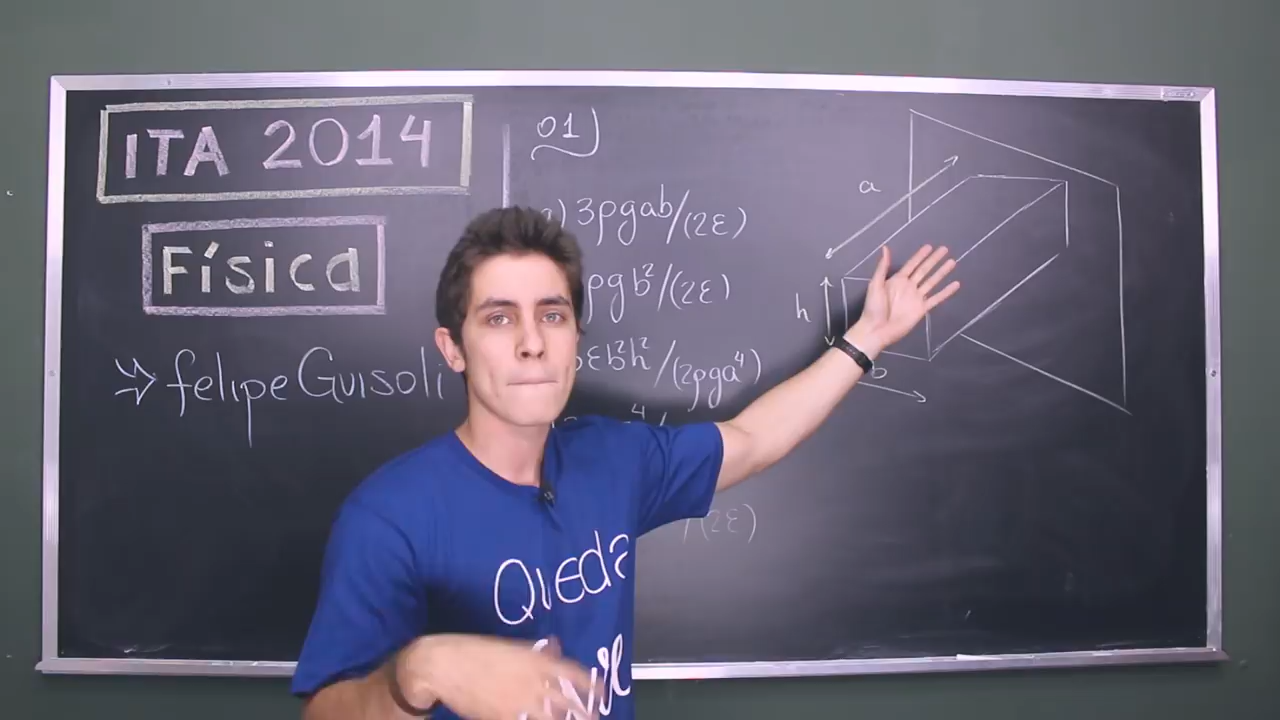 ITA 2014
Física
felipe Guisoli
01)
3ρgab/(2ε)
ρgb²/(2ε)
εb²h²/(2ρga⁴)
/(2ε)
a
h
b
Queda